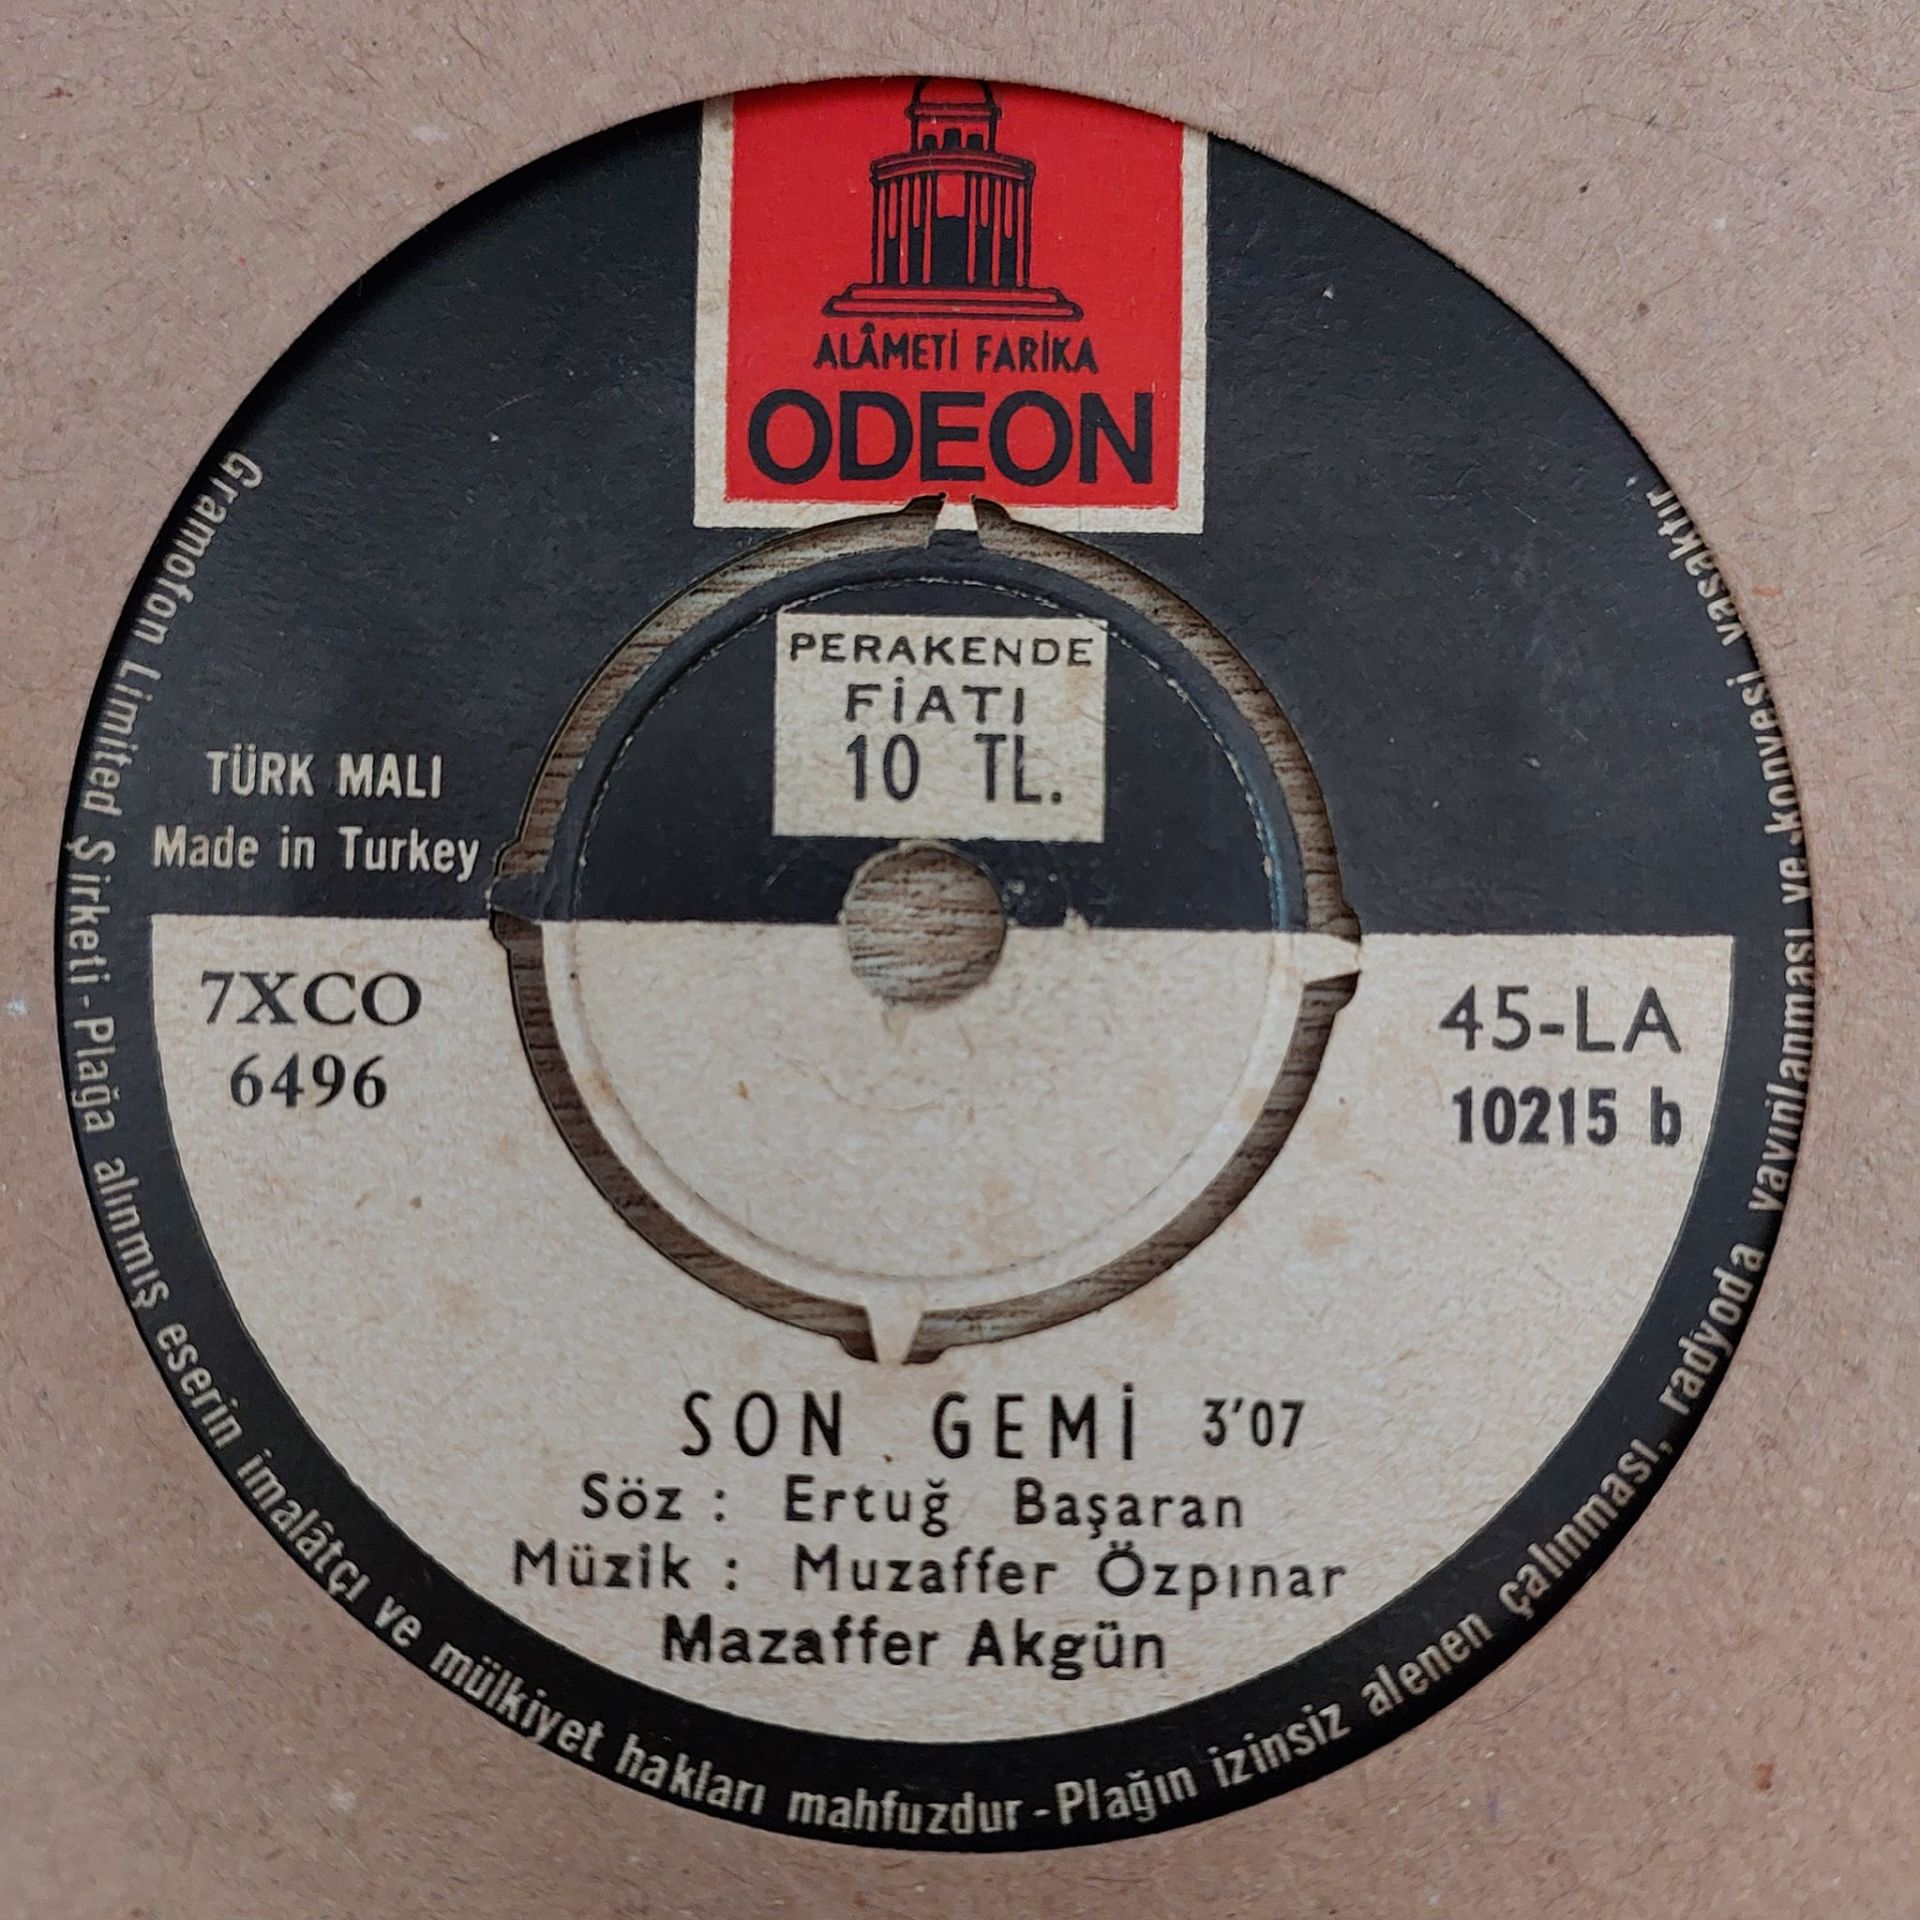 ALÂMETİ FARİKA
ODEON
PERAKENDE
FİATI
10 TL.
TÜRK MALI
Made in Turkey
7XCO
6496
45-LA
10215 b
SON GEMİ 3'07
Söz : Ertuğ Başaran
Müzik : Muzaffer Özpınar
Mazaffer Akgün
Gramofon Limited Şirketi - Plağa alınmış eserin imalâtçı ve mülkiyet hakları mahfuzdur - Plağın izinsiz alenen çalınması, radyoda yayınlanması ve konyesi yasaktır